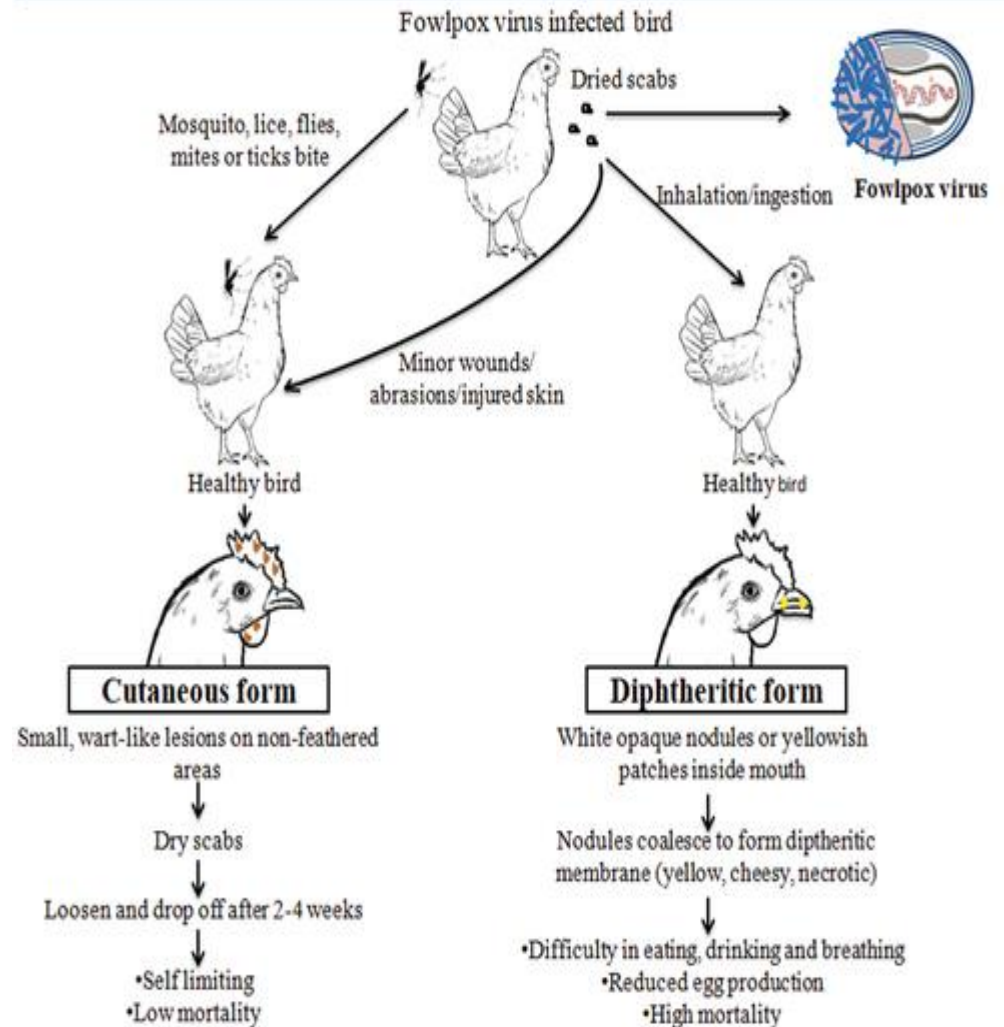 Fowlpox virus infected bird
Dried scabs
Mosquito, lice, flies,
mites or ticks bite
Inhalation/ingestion
Fowlpox virus
Minor wounds/
abrasions/injured skin
Healthy bird
Healthy bird
Cutaneous form
Small, wart-like lesions on non-feathered
areas
Dry scabs
Loosen and drop off after 2-4 weeks
•Self limiting
•Low mortality
Diphtheritic form
White opaque nodules or yellowish
patches inside mouth
Nodules coalesce to form diptheritic
membrane (yellow, cheesy, necrotic)
•Difficulty in eating, drinking and breathing
•Reduced egg production
•High mortality